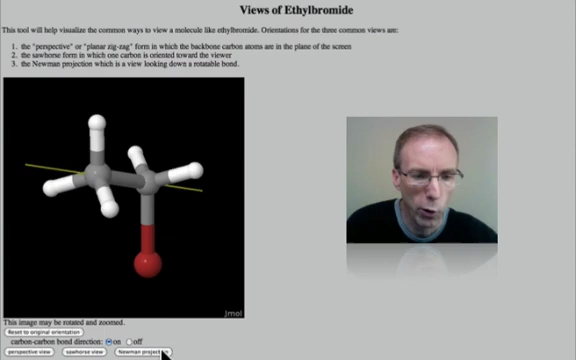 Views of Ethylbromide
This tool will help visualize the common ways to view a molecule like ethylbromide. Orientations for the three common views are:
1. the "perspective" or "planar zig-zag" form in which the backbone carbon atoms are in the plane of the screen
2. the sawhorse form in which one carbon is oriented toward the viewer
3. the Newman projection which is a view looking down a rotatable bond.
Jmol
This image may be rotated and zoomed.
Reset to original orientation
carbon-carbon bond direction: on off
perspective view sawhorse view Newman